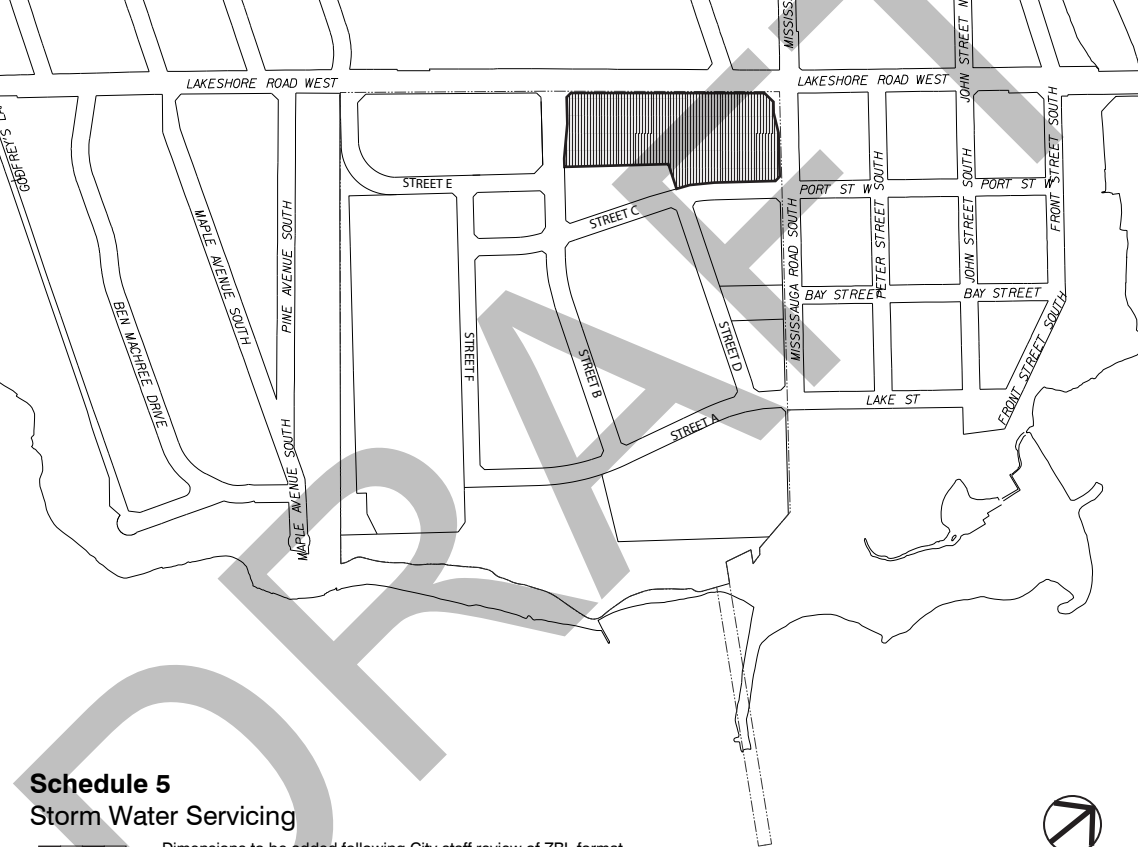 MISSISS
JOHN STREET N
LAKESHORE ROAD WEST
LAKESHORE ROAD WEST
GODFREY'S LA
MAPLE AVENUE SOUTH
PINE AVENUE SOUTH
BEN MACHREE DRIVE
MAPLE AVENUE SOUTH
STREET E
STREET C
STREET F
STREET B
STREET D
STREET A
MISSISSAUGA ROAD SOUTH
PORT ST W
PORT ST W
PETER STREET SOUTH
JOHN STREET SOUTH
FRONT STREET SOUTH
BAY STREET
BAY STREET
FRONT STREET SOUTH
LAKE ST
DRAFT
Schedule 5
Storm Water Servicing
Dimensions to be added following City staff review of ZBL format